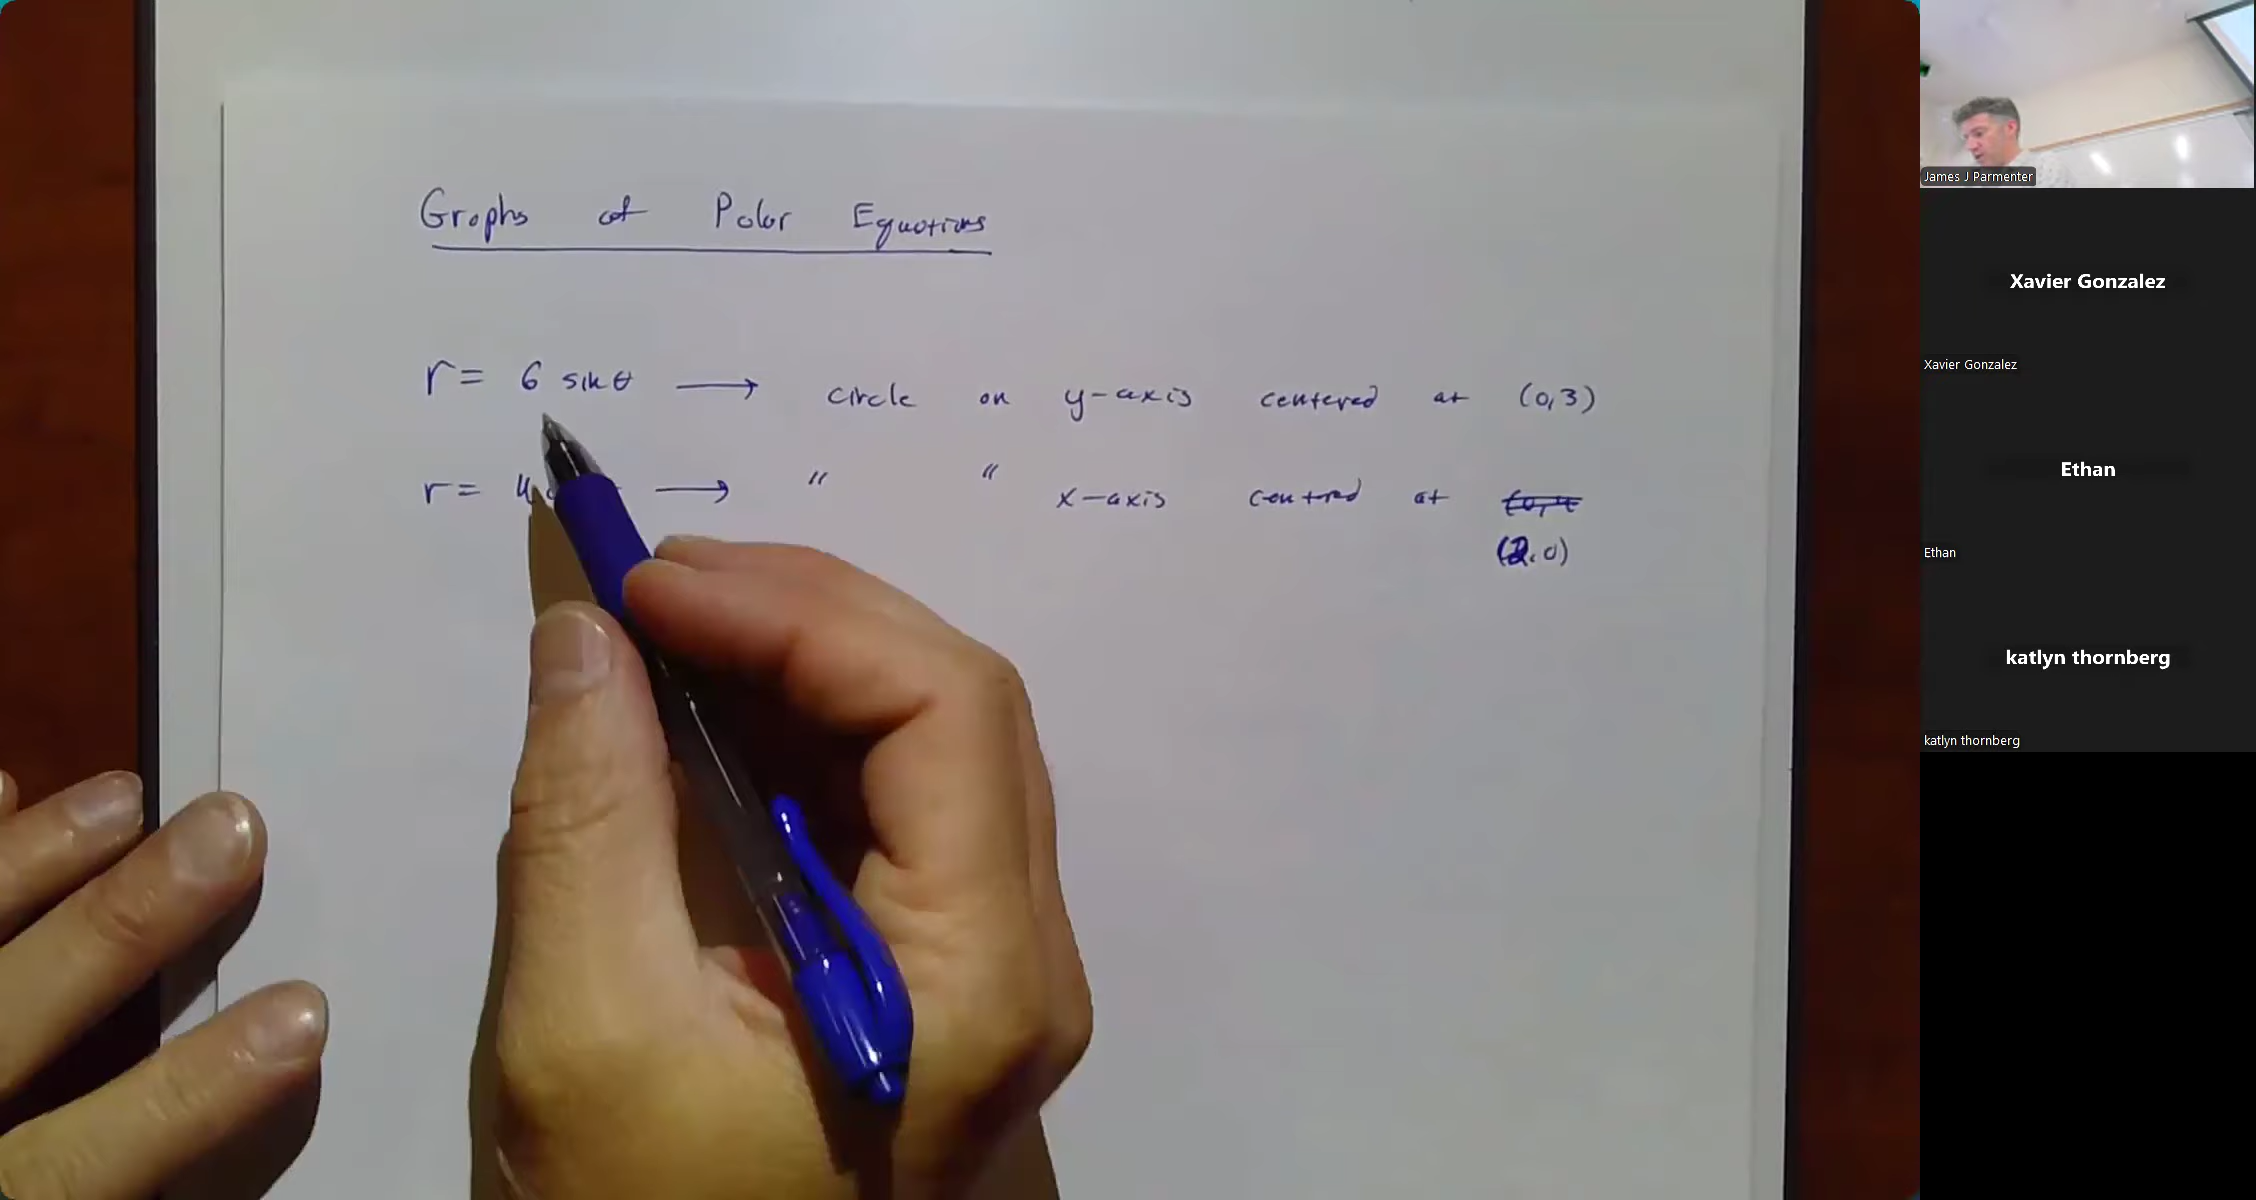 Graphs of Polar Equations
r = 6 sin θ → circle on y-axis centered at (0,3)
r = 4 → " " x-axis centred at
(2,0)
James J Parmenter
Xavier Gonzalez
Xavier Gonzalez
Ethan
Ethan
katlyn thornberg
katlyn thornberg